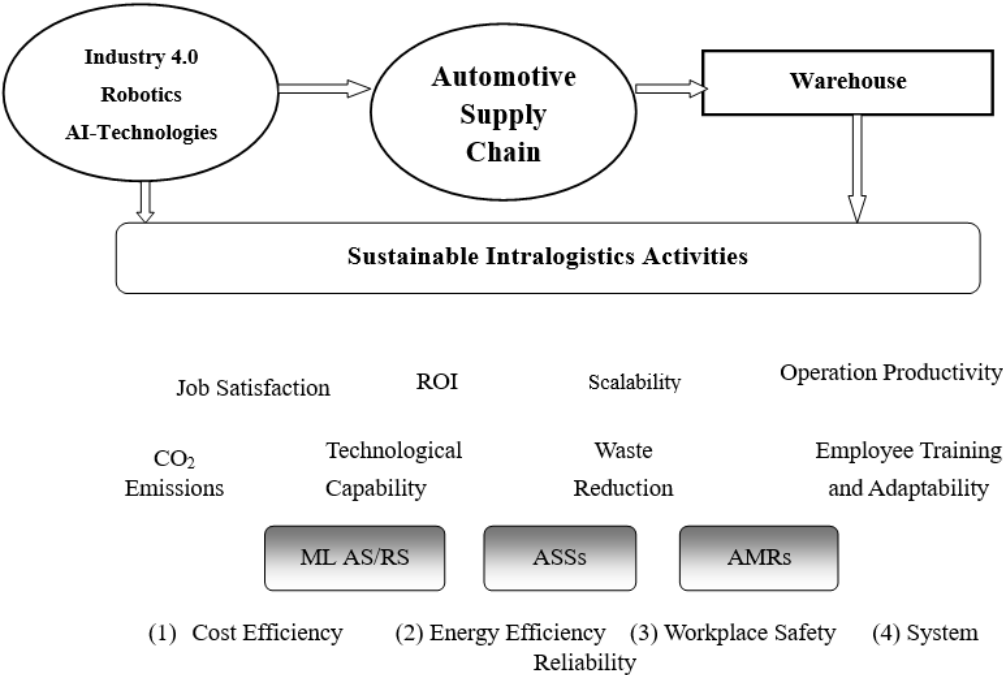 Industry 4.0
Robotics
AI-Technologies
Automotive
Supply
Chain
Warehouse
Sustainable Intralogistics Activities
Job Satisfaction
ROI
Scalability
Operation Productivity
CO₂
Emissions
Technological
Capability
Waste
Reduction
Employee Training
and Adaptability
ML AS/RS
ASSs
AMRs
(1) Cost Efficiency (2) Energy Efficiency (3) Workplace Safety (4) System
Reliability